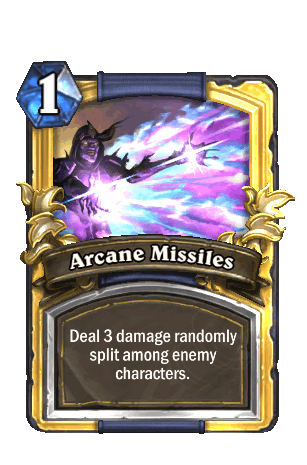 1
Arcane Missiles
Deal 3 damage randomly
split among enemy
characters.